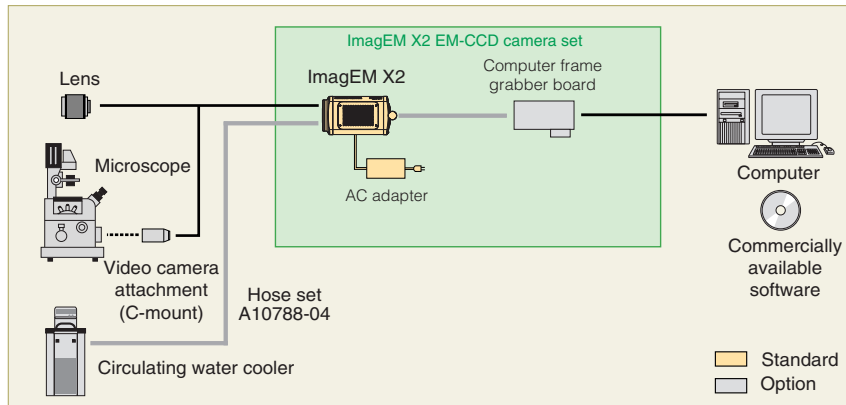 ImagEM X2 EM-CCD camera set
Lens
ImagEM X2
Computer frame
grabber board
Microscope
AC adapter
Computer
Video camera
attachment
(C-mount)
Hose set
A10788-04
Commercially
available
software
Circulating water cooler
Standard
Option